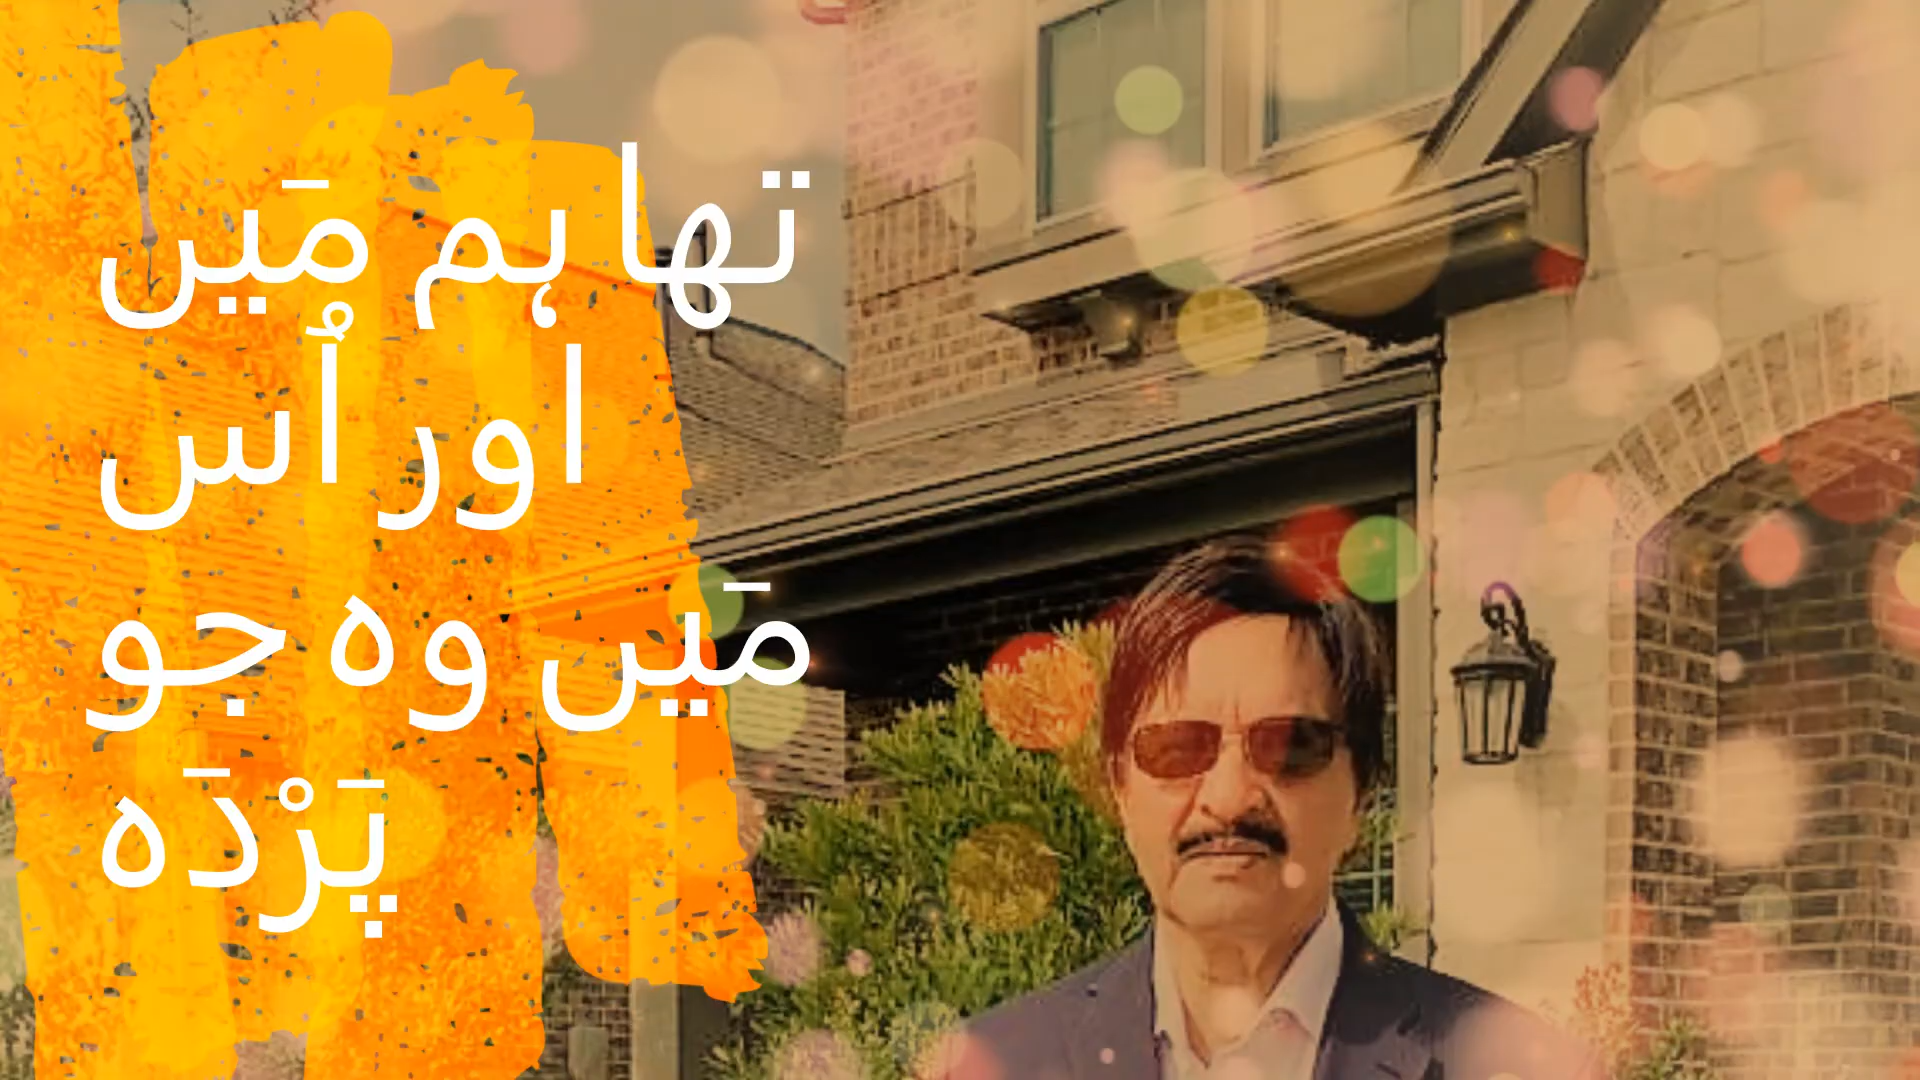 تھا ہم مَیں
اور اُس
مَیں وہ جو
پَرْدَہ